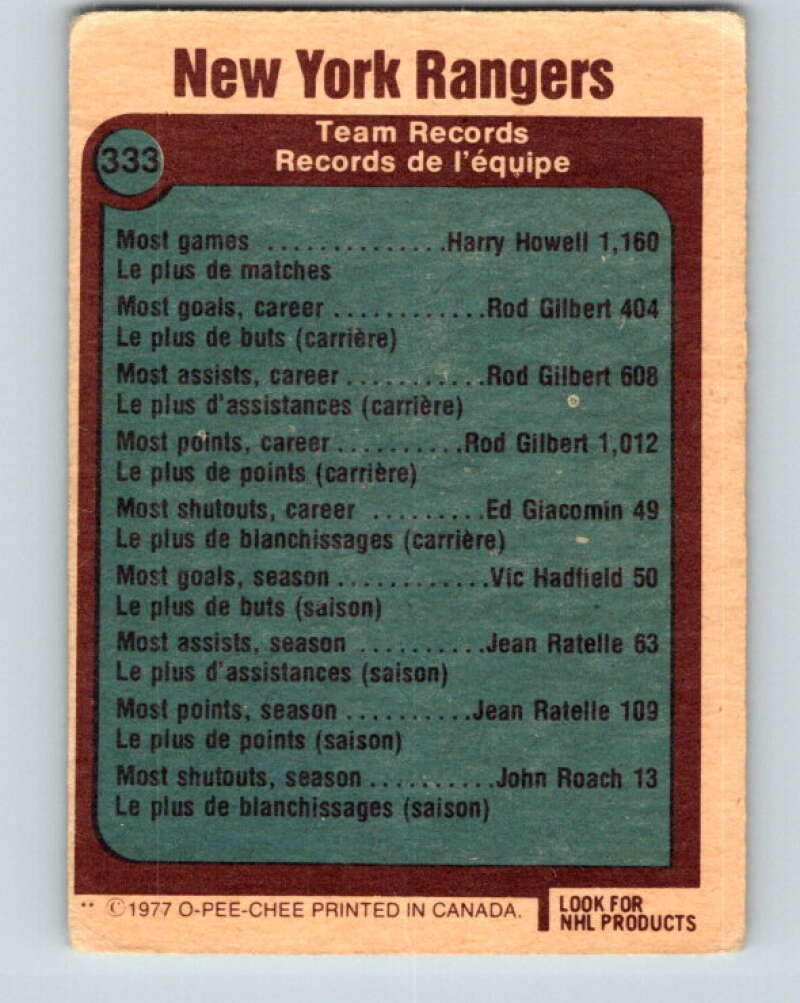 New York Rangers
333
Team Records
Records de l'équipe
Most games ...............Harry Howell 1,160
Le plus de matches
Most goals, career ............Rod Gilbert 404
Le plus de buts (carrière)
Most assists, career ...........Rod Gilbert 608
Le plus d'assistances (carrière)
Most points, career ..........Rod Gilbert 1,012
Le plus de points (carrière)
Most shutouts, career .........Ed Giacomin 49
Le plus de blanchissages (carrière)
Most goals, season ............Vic Hadfield 50
Le plus de buts (saison)
Most assists, season ..........Jean Ratelle 63
Le plus d'assistances (saison)
Most points, season ..........Jean Ratelle 109
Le plus de points (saison)
Most shutouts, season ..........John Roach 13
Le plus de blanchissages (saison)
** ©1977 O-PEE-CHEE PRINTED IN CANADA.
LOOK FOR
NHL PRODUCTS